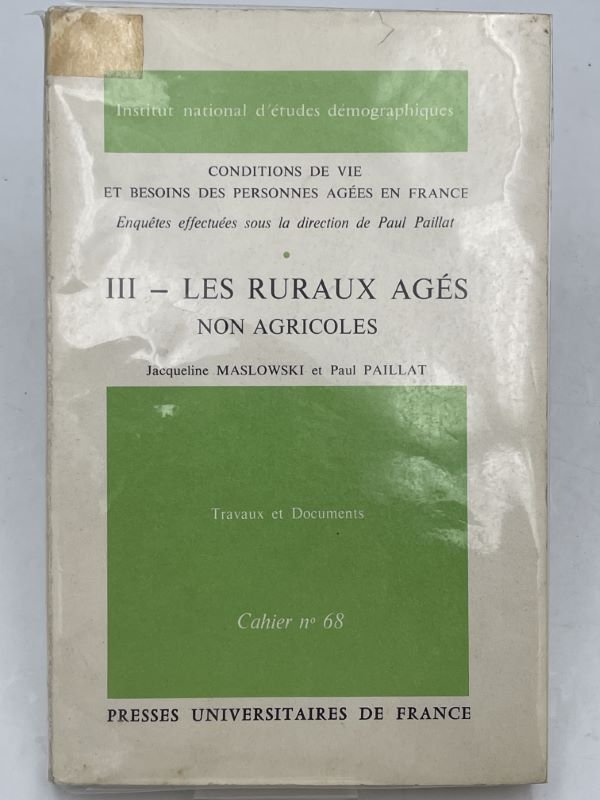 Institut national d'études démographiques
CONDITIONS DE VIE
ET BESOINS DES PERSONNES AGÉES EN FRANCE
Enquêtes effectuées sous la direction de Paul Paillat
III – LES RURAUX AGÉS
NON AGRICOLES
Jacqueline MASLOWSKI et Paul PAILLAT
Travaux et Documents
Cahier nº 68
PRESSES UNIVERSITAIRES DE FRANCE